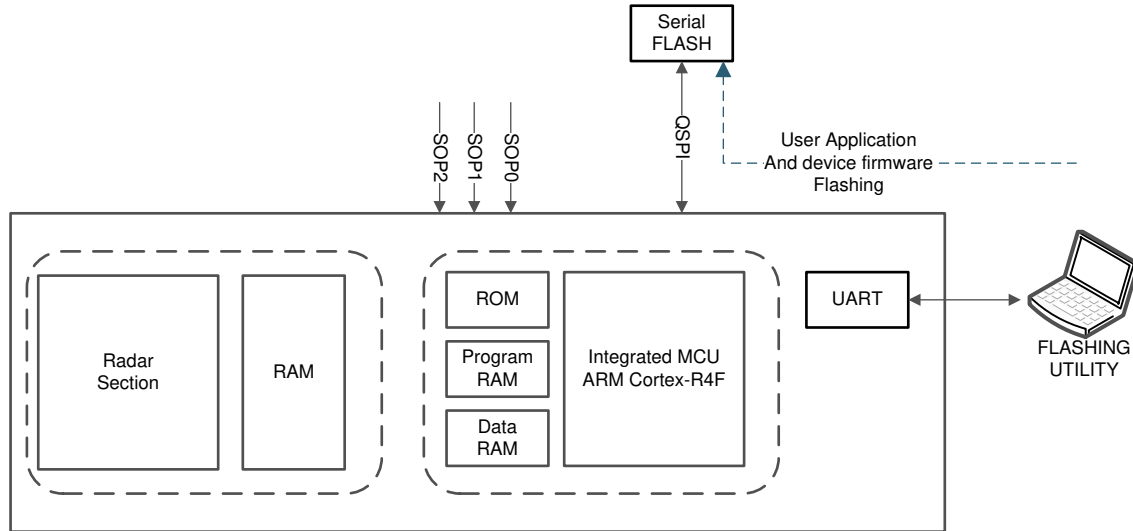 Serial
FLASH
SOP2
SOP1
SOP0
QSPI
User Application
And device firmware
Flashing
Radar
Section
RAM
ROM
Program
RAM
Data
RAM
Integrated MCU
ARM Cortex-R4F
UART
FLASHING
UTILITY